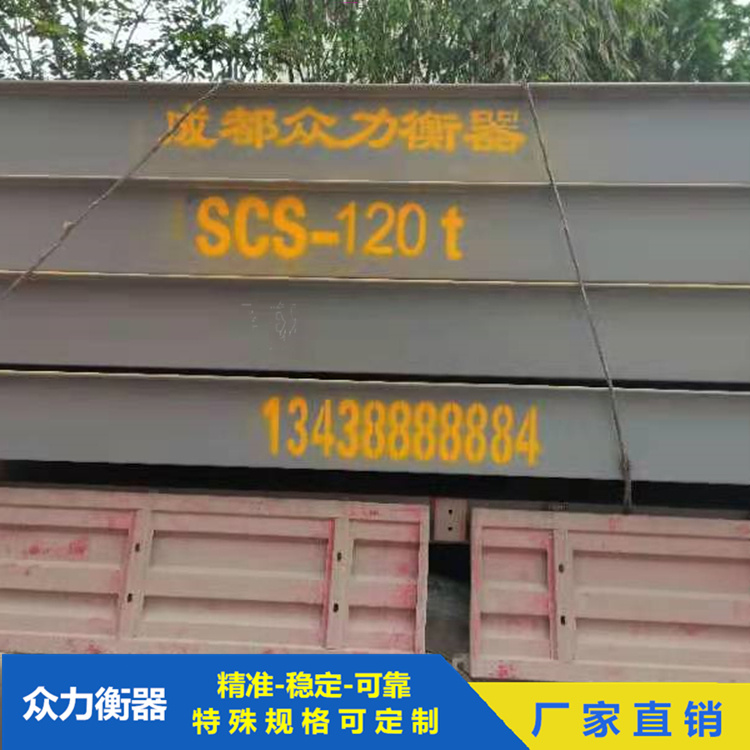 成都众力衡器
SCS-120t
13438888884
众力衡器
精准-稳定-可靠
特殊规格可定制
厂家直销